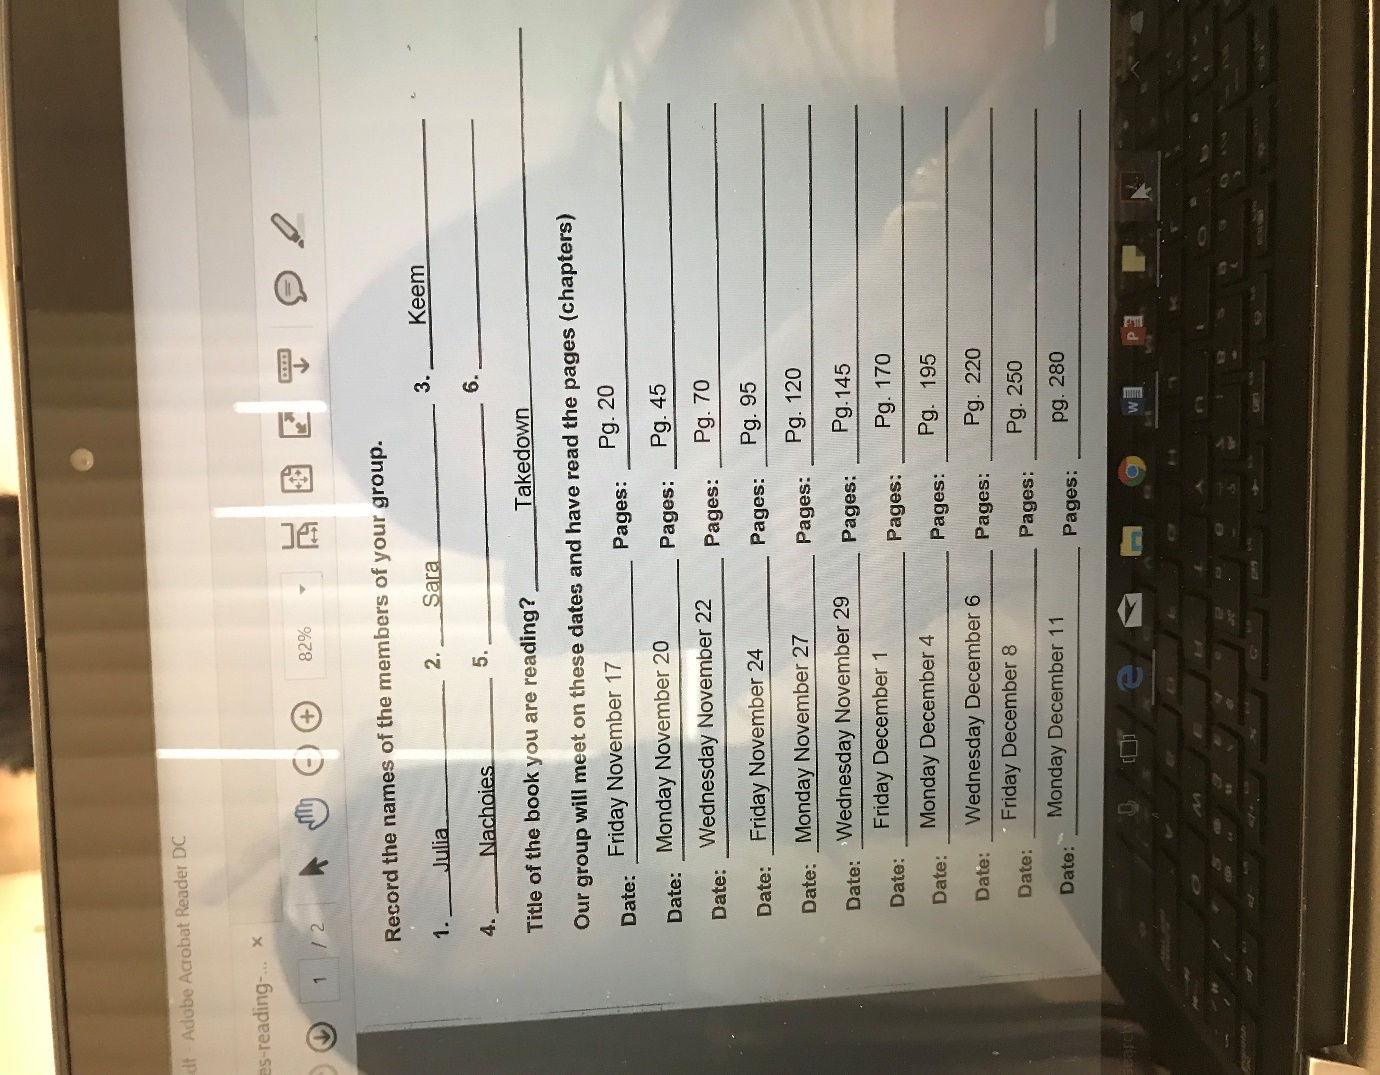 df - Adobe Acrobat Reader DC
es-reading-... ×
1 / 2 82%
Record the names of the members of your group.
1. Julia 2. Sara 3. Keem
4. Nachoies 5. 6.
Title of the book you are reading? Takedown
Our group will meet on these dates and have read the pages (chapters)
Date: Friday November 17 Pages: Pg. 20
Date: Monday November 20 Pages: Pg. 45
Date: Wednesday November 22 Pages: Pg. 70
Date: Friday November 24 Pages: Pg. 95
Date: Monday November 27 Pages: Pg. 120
Date: Wednesday November 29 Pages: Pg.145
Date: Friday December 1 Pages: Pg. 170
Date: Monday December 4 Pages: Pg. 195
Date: Wednesday December 6 Pages: Pg. 220
Date: Friday December 8 Pages: Pg. 250
Date: Monday December 11 Pages: pg. 280